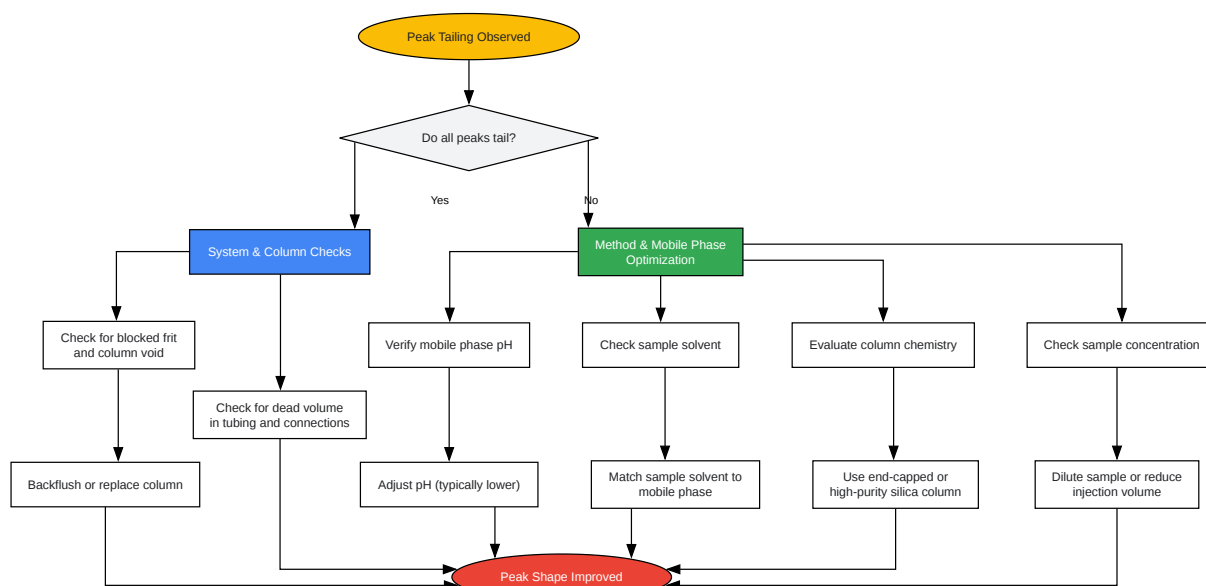 Peak Tailing Observed
Do all peaks tail?
Yes
No
System & Column Checks
Method & Mobile Phase
Optimization
Check for blocked frit
and column void
Verify mobile phase pH
Check sample solvent
Evaluate column chemistry
Check sample concentration
Check for dead volume
in tubing and connections
Backflush or replace column
Adjust pH (typically lower)
Match sample solvent to
mobile phase
Use end-capped or
high-purity silica column
Dilute sample or reduce
injection volume
Peak Shape Improved